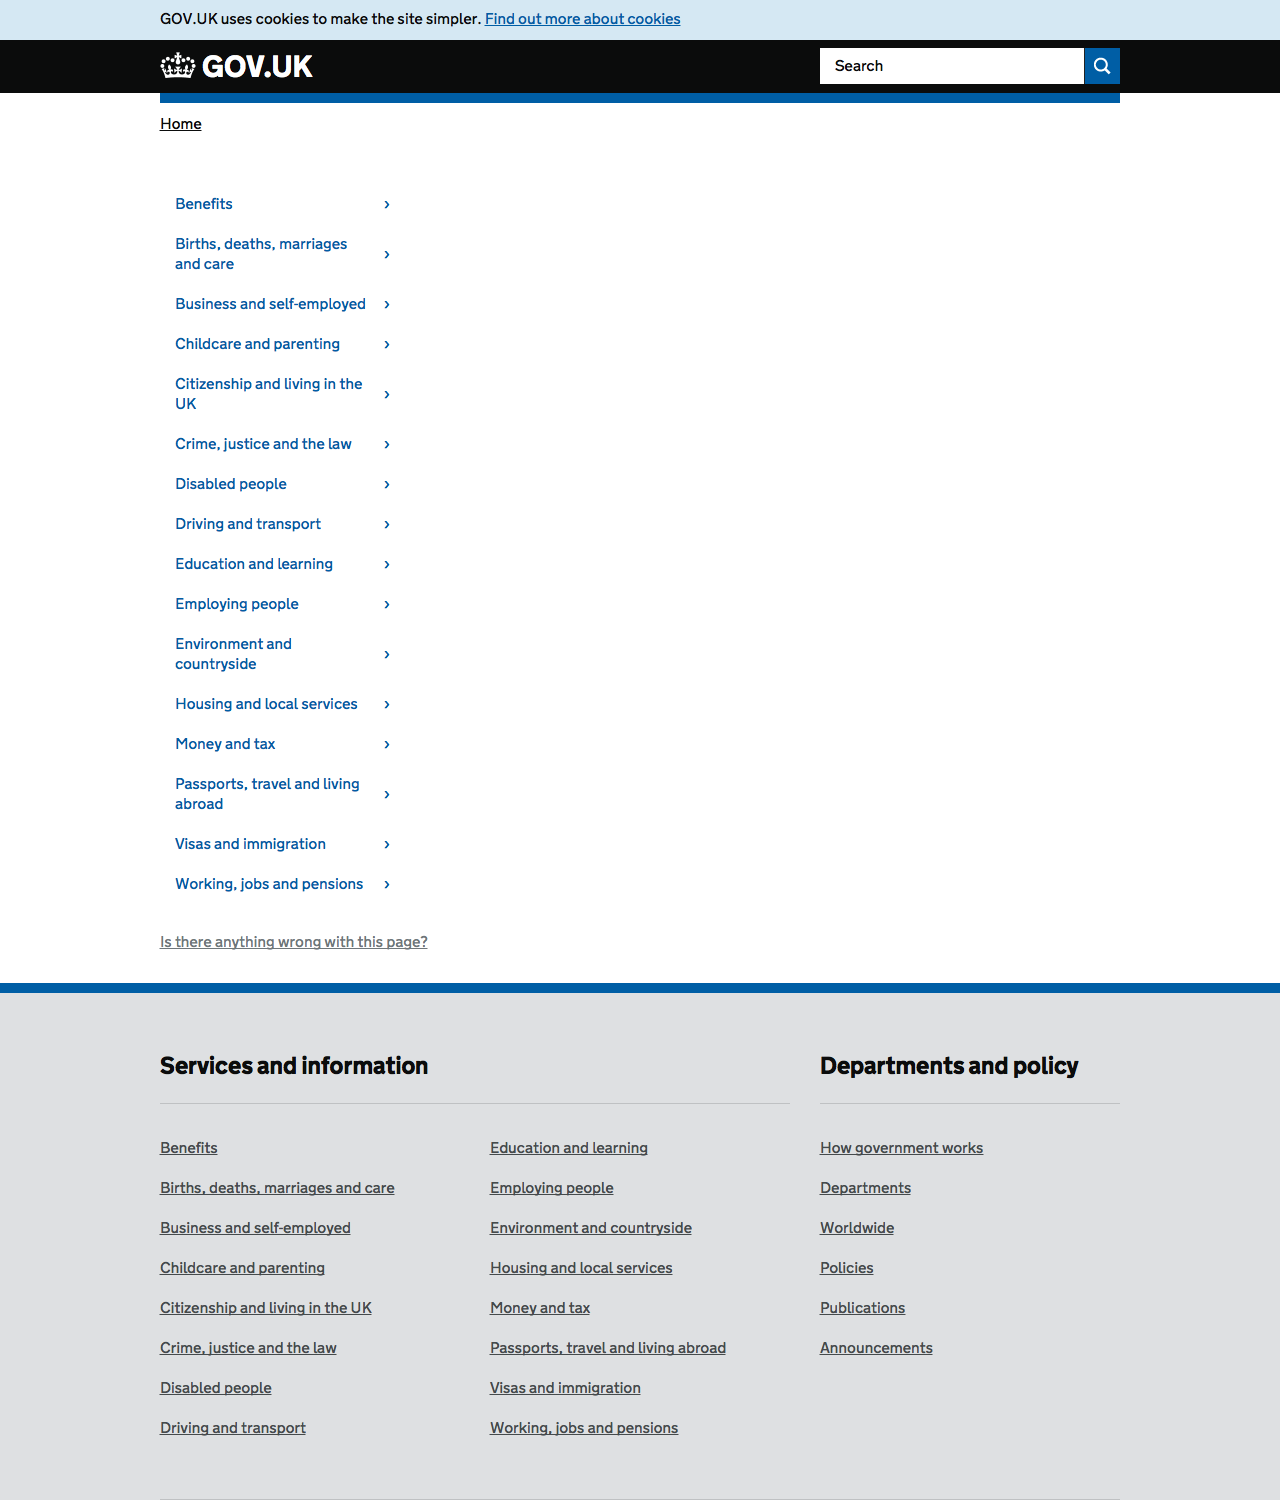 GOV.UK uses cookies to make the site simpler. Find out more about cookies
GOV.UK
Search
Home
Benefits ›
Births, deaths, marriages
and care ›
Business and self-employed ›
Childcare and parenting ›
Citizenship and living in the
UK ›
Crime, justice and the law ›
Disabled people ›
Driving and transport ›
Education and learning ›
Employing people ›
Environment and
countryside ›
Housing and local services ›
Money and tax ›
Passports, travel and living
abroad ›
Visas and immigration ›
Working, jobs and pensions ›
Is there anything wrong with this page?
Services and information
Benefits
Births, deaths, marriages and care
Business and self-employed
Childcare and parenting
Citizenship and living in the UK
Crime, justice and the law
Disabled people
Driving and transport
Education and learning
Employing people
Environment and countryside
Housing and local services
Money and tax
Passports, travel and living abroad
Visas and immigration
Working, jobs and pensions
Departments and policy
How government works
Departments
Worldwide
Policies
Publications
Announcements